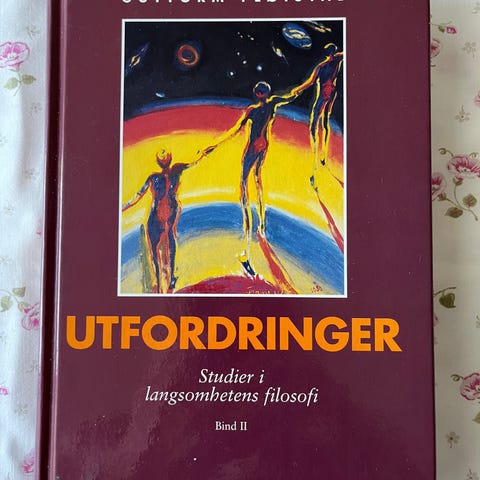 UTFORDRINGER
Studier i
langsomhetens filosofi
Bind II